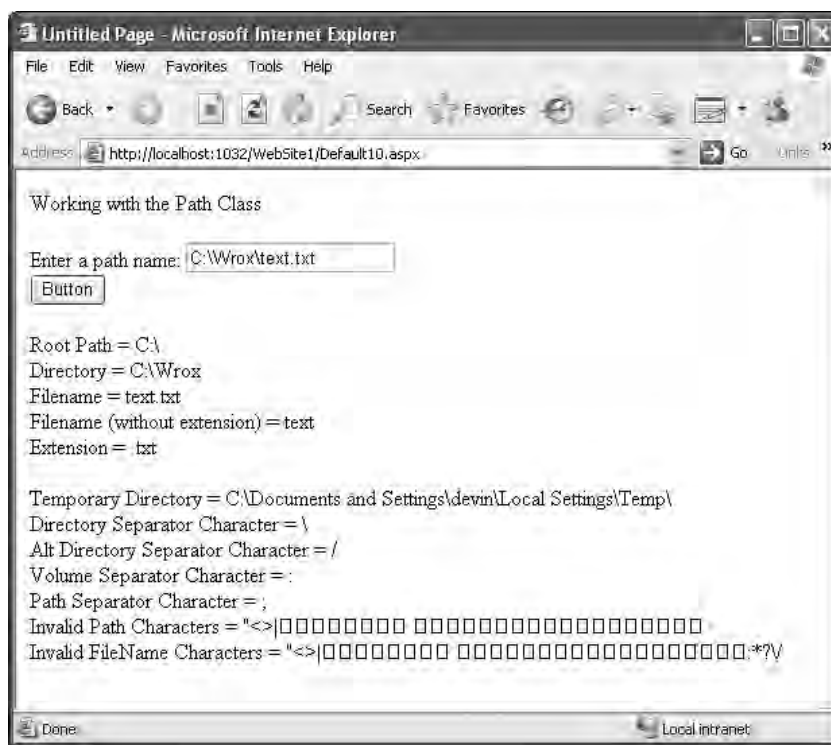 Untitled Page - Microsoft Internet Explorer
File Edit View Favorites Tools Help
Back Search Favorites
Address http://localhost:1032/WebSite1/Default10.aspx Go Links »
Working with the Path Class
Enter a path name: C:\Wrox\text.txt
Button
Root Path = C:\
Directory = C:\Wrox
Filename = text.txt
Filename (without extension) = text
Extension = .txt
Temporary Directory = C:\Documents and Settings\devin\Local Settings\Temp\
Directory Separator Character = \
Alt Directory Separator Character = /
Volume Separator Character = :
Path Separator Character = ;
Invalid Path Characters = "<>|□□□□□□□□ □□□□□□□□□□□□□□□□□□
Invalid FileName Characters = "<>|□□□□□□□□ □□□□□□□□□□□□□□□□□□:*?\/
Done
Local intranet